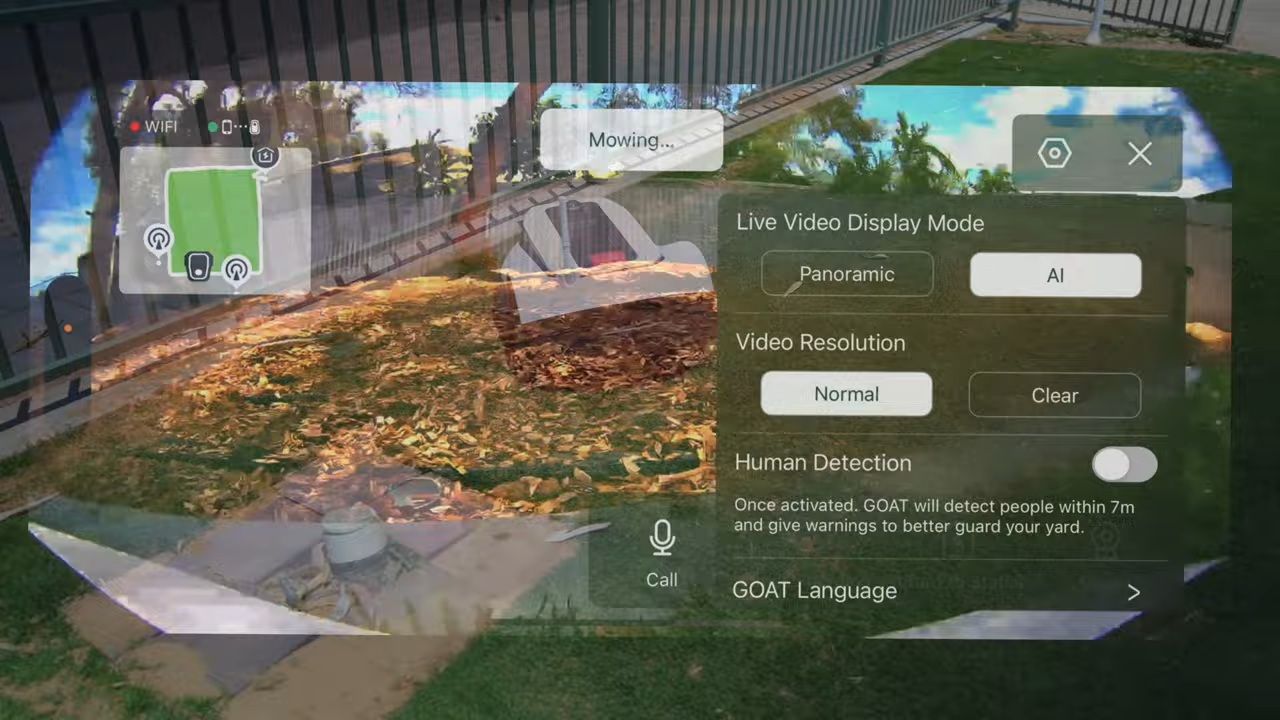 WIFI
Mowing...
Live Video Display Mode
Panoramic
AI
Video Resolution
Normal
Clear
Human Detection
Once activated. GOAT will detect people within 7m
and give warnings to better guard your yard.
Call
GOAT Language